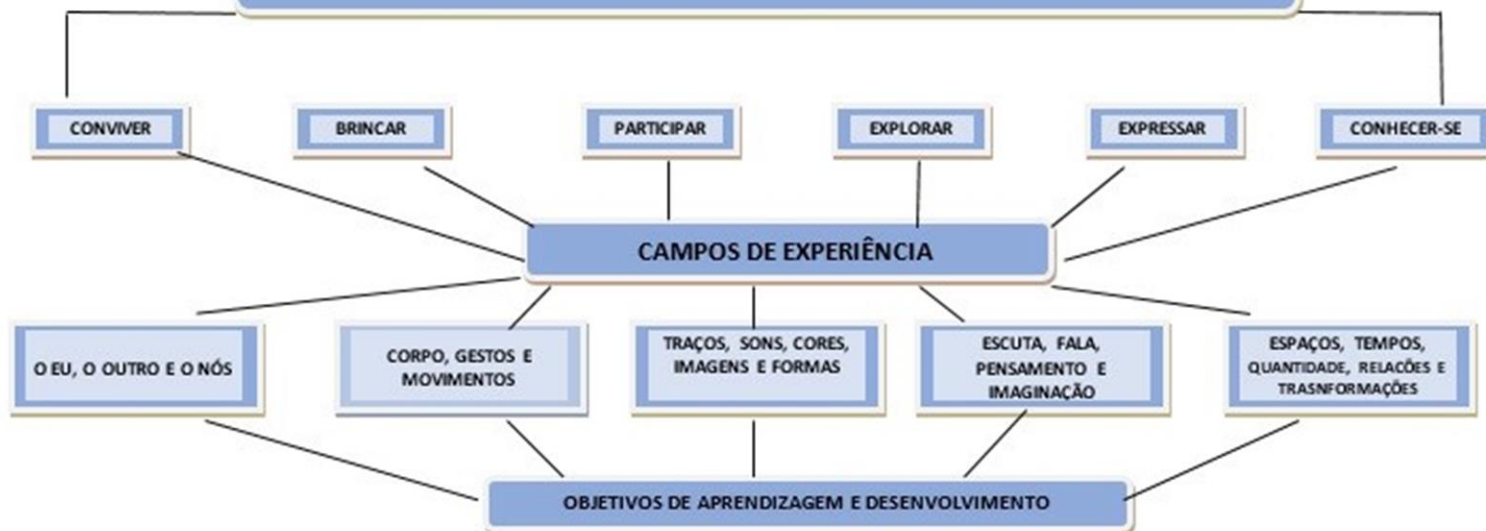 CONVIVER
BRINCAR
PARTICIPAR
EXPLORAR
EXPRESSAR
CONHECER-SE
CAMPOS DE EXPERIÊNCIA
O EU, O OUTRO E O NÓS
CORPO, GESTOS E
MOVIMENTOS
TRAÇOS, SONS, CORES,
IMAGENS E FORMAS
ESCUTA, FALA,
PENSAMENTO E
IMAGINAÇÃO
ESPAÇOS, TEMPOS,
QUANTIDADE, RELACÕES E
TRASNFORMAÇÕES
OBJETIVOS DE APRENDIZAGEM E DESENVOLVIMENTO